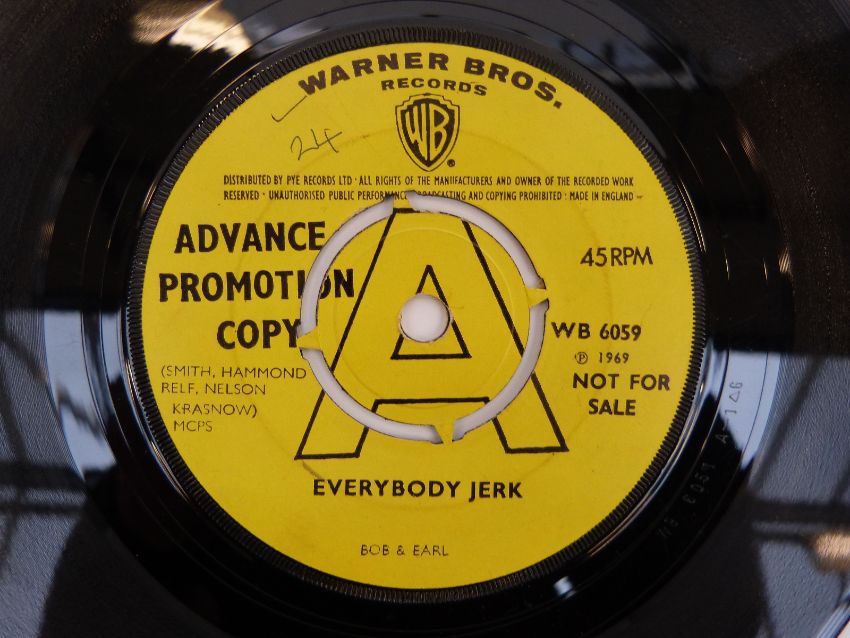 WARNER BROS.
RECORDS
WB
®
24
DISTRIBUTED BY PYE RECORDS LTD · ALL RIGHTS OF THE MANUFACTURERS AND OWNER OF THE RECORDED WORK
RESERVED · UNAUTHORISED PUBLIC PERFORMANCE BROADCASTING AND COPYING PROHIBITED · MADE IN ENGLAND
ADVANCE
PROMOTION
COPY
A
45 RPM
WB 6059
℗ 1969
NOT FOR
SALE
(SMITH, HAMMOND
RELF, NELSON
KRASNOW)
MCPS
EVERYBODY JERK
BOB & EARL